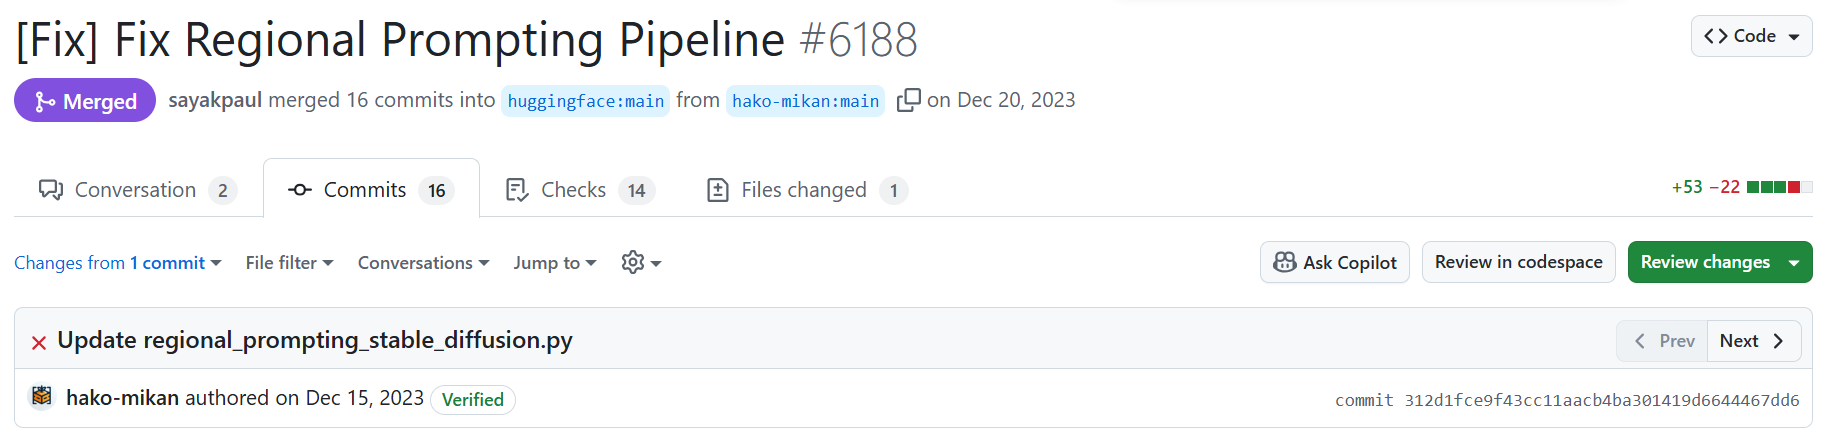 [Fix] Fix Regional Prompting Pipeline #6188
Code
Merged sayakpaul merged 16 commits into huggingface:main from hako-mikan:main on Dec 20, 2023
Conversation 2 Commits 16 Checks 14 Files changed 1
+53 −22
Changes from 1 commit File filter Conversations Jump to
Ask Copilot Review in codespace Review changes
Update regional_prompting_stable_diffusion.py
Prev Next
hako-mikan authored on Dec 15, 2023 Verified
commit 312d1fce9f43cc11aacb4ba301419d6644467dd6